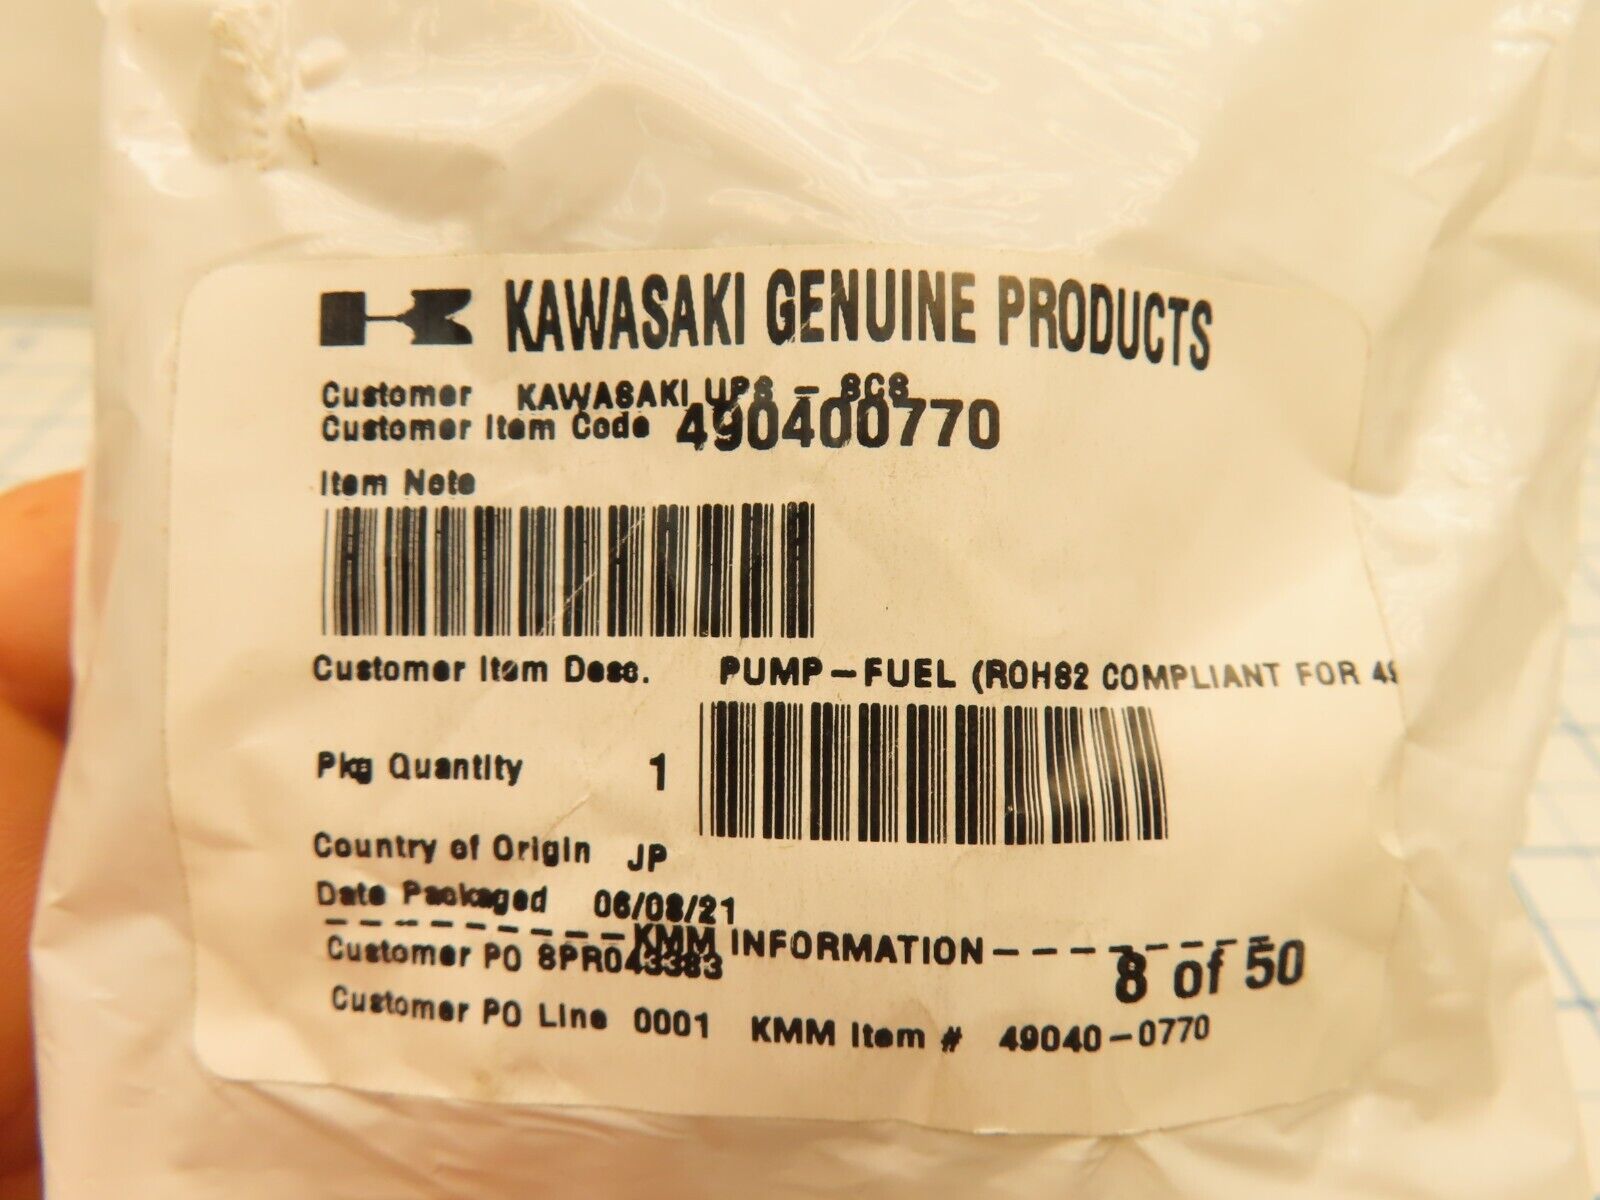 KAWASAKI GENUINE PRODUCTS
Customer KAWASAKI UPS - SCS
Customer Item Code 490400770
Item Note
Customer Item Desc. PUMP-FUEL (ROHS2 COMPLIANT FOR 49
Pkg Quantity 1
Country of Origin JP
Date Packaged 06/08/21
---------KMM INFORMATION---------
Customer PO SPR043383 8 of 50
Customer PO Line 0001 KMM Item # 49040-0770